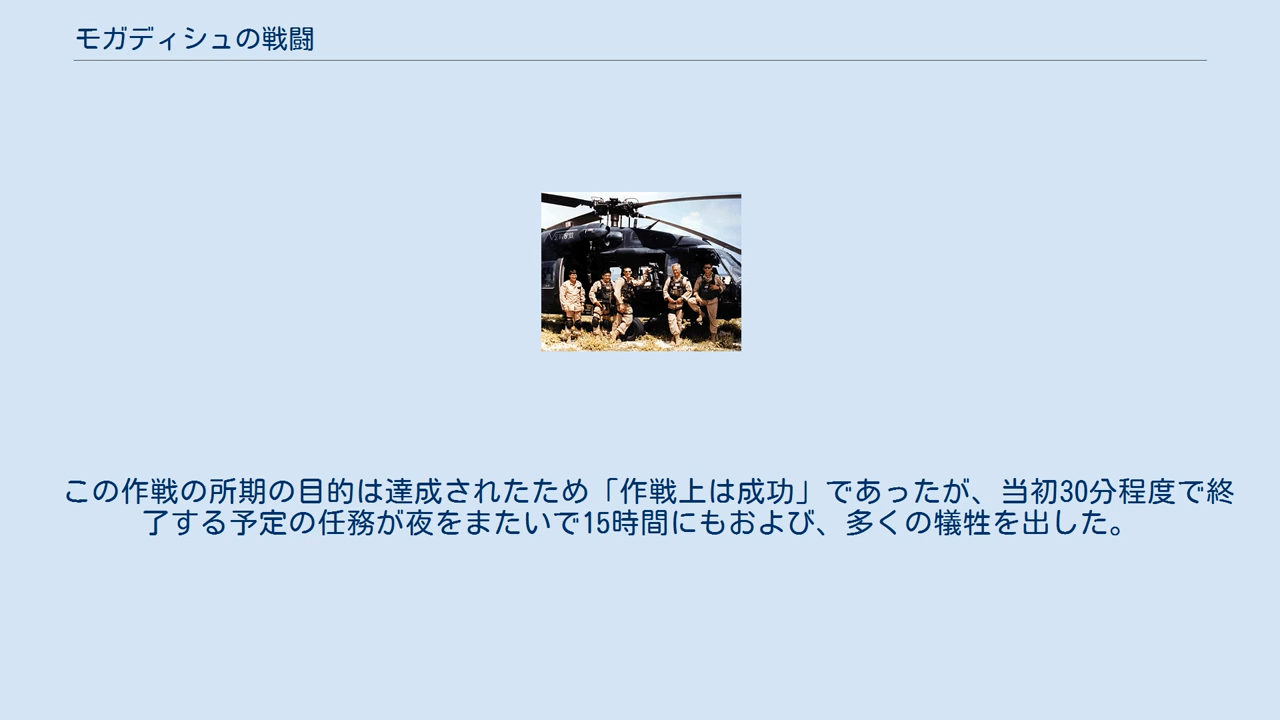 モガディシュの戦闘
この作戦の所期の目的は達成されたため「作戦上は成功」であったが、当初30分程度で終
了する予定の任務が夜をまたいで15時間にもおよび、多くの犠牲を出した。